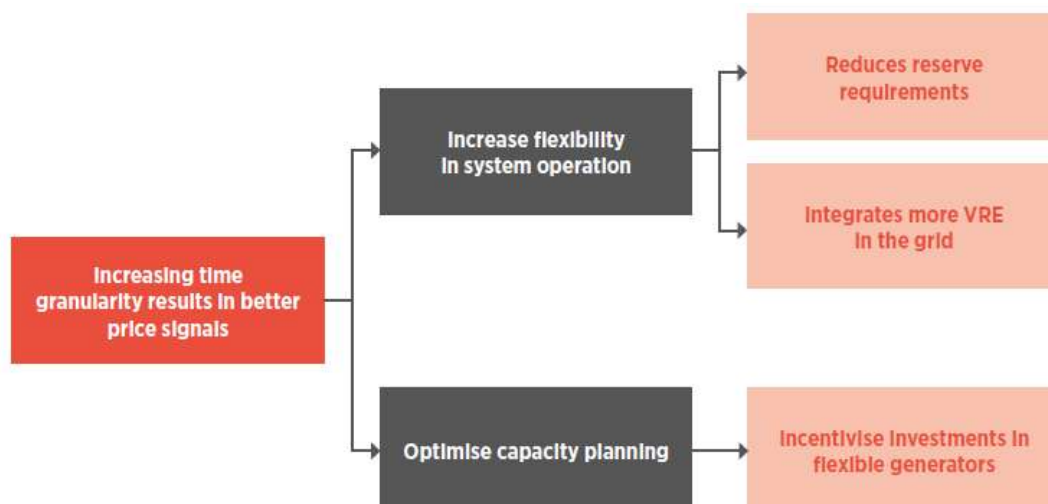 Increasing time
granularity results in better
price signals
Increase flexibility
in system operation
Reduces reserve
requirements
Integrates more VRE
in the grid
Optimise capacity planning
Incentivise investments in
flexible generators